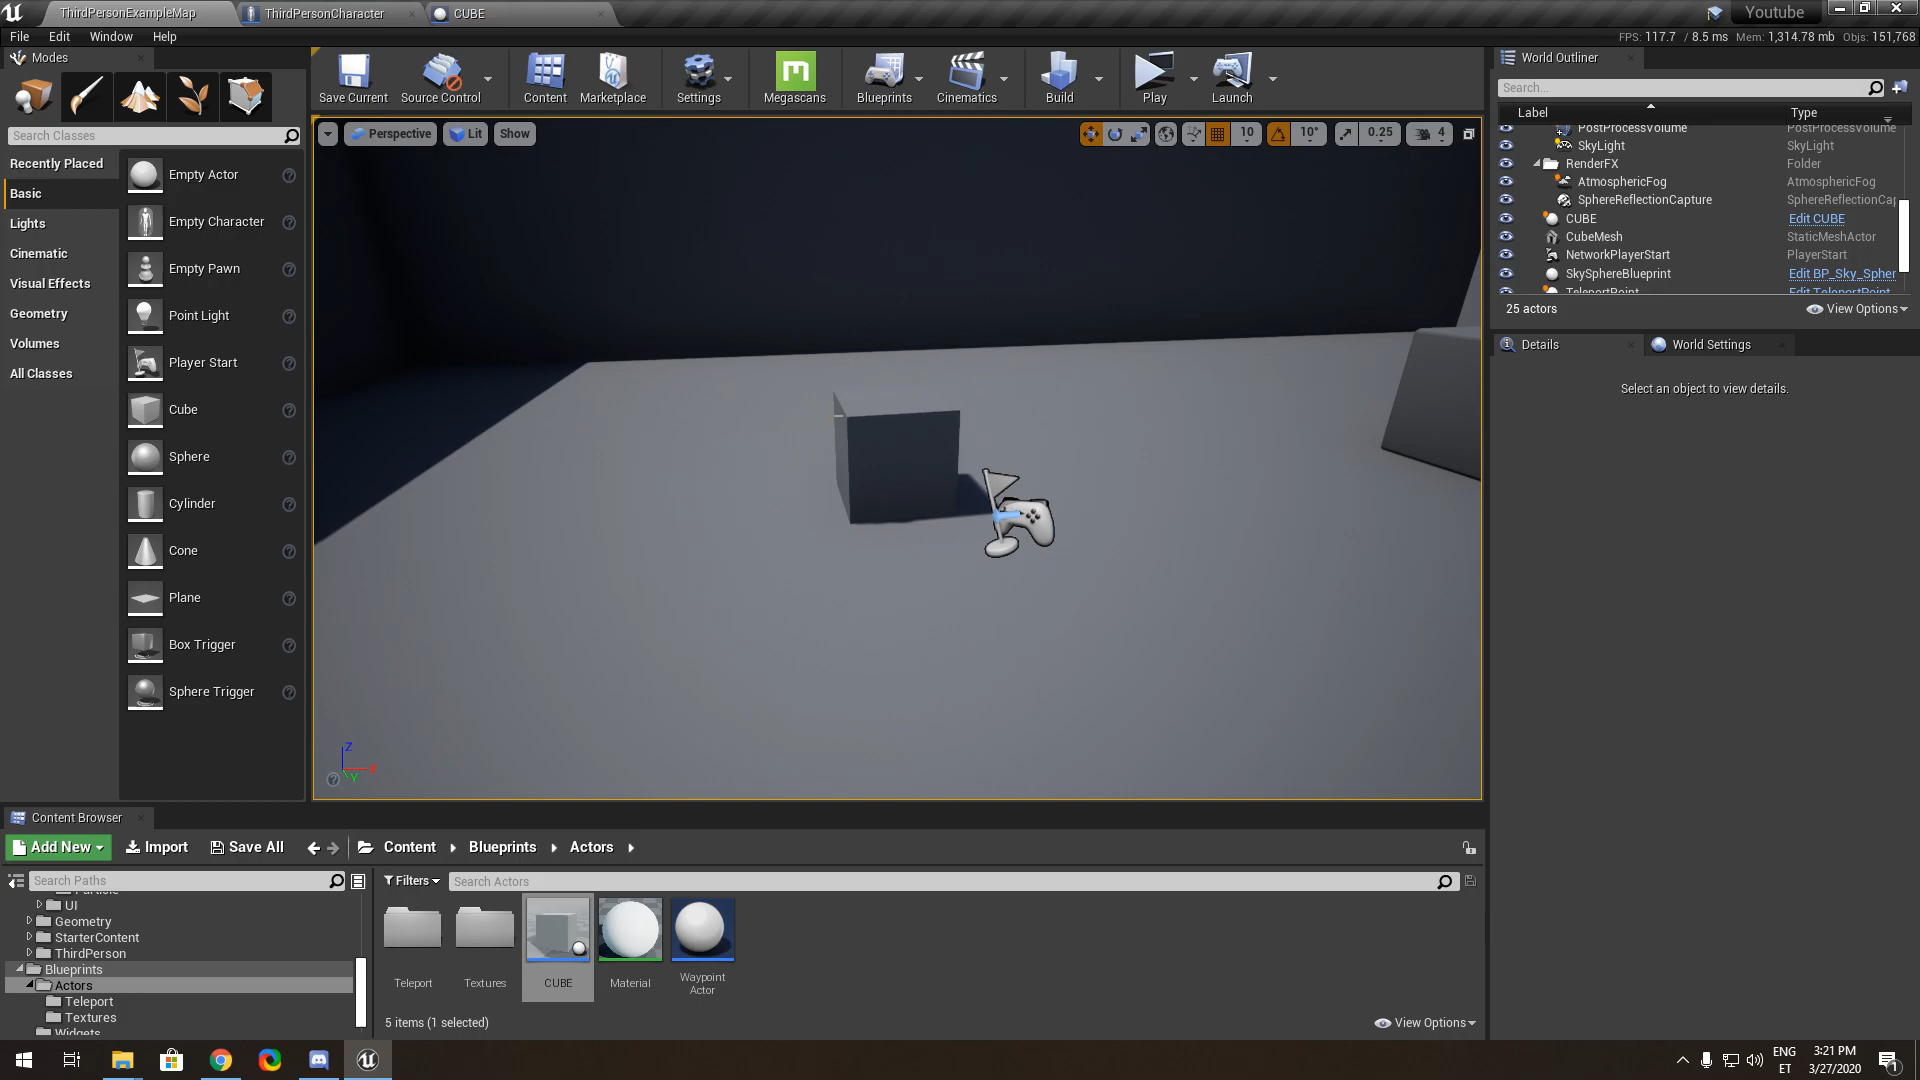 ThirdPersonExampleMap
ThirdPersonCharacter
CUBE
Youtube
File Edit Window Help
FPS: 117.7 / 8.5 ms Mem: 1,314.78 mb Objs: 151,768
Modes
Save Current
Source Control
Content
Marketplace
Settings
Megascans
Blueprints
Cinematics
Build
Play
Launch
Search Classes
Recently Placed
Basic
Lights
Cinematic
Visual Effects
Geometry
Volumes
All Classes
Empty Actor
Empty Character
Empty Pawn
Point Light
Player Start
Cube
Sphere
Cylinder
Cone
Plane
Box Trigger
Sphere Trigger
Perspective
Lit
Show
10
10°
0.25
4
Z
X
Y
World Outliner
Search...
Label Type
PostProcessVolume PostProcessVolume
SkyLight SkyLight
RenderFX Folder
AtmosphericFog AtmosphericFog
SphereReflectionCapture SphereReflectionCap
CUBE Edit CUBE
CubeMesh StaticMeshActor
NetworkPlayerStart PlayerStart
SkySphereBlueprint Edit BP_Sky_Spher
TeleportPoint Edit TeleportPoint
25 actors
View Options
Details
World Settings
Select an object to view details.
Content Browser
Add New
Import
Save All
Content
Blueprints
Actors
Search Paths
Particle
UI
Geometry
StarterContent
ThirdPerson
Blueprints
Actors
Teleport
Textures
Widgets
Filters
Search Actors
Teleport
Textures
CUBE
Material
Waypoint
Actor
5 items (1 selected)
View Options
ENG
ET
3:21 PM
3/27/2020
1